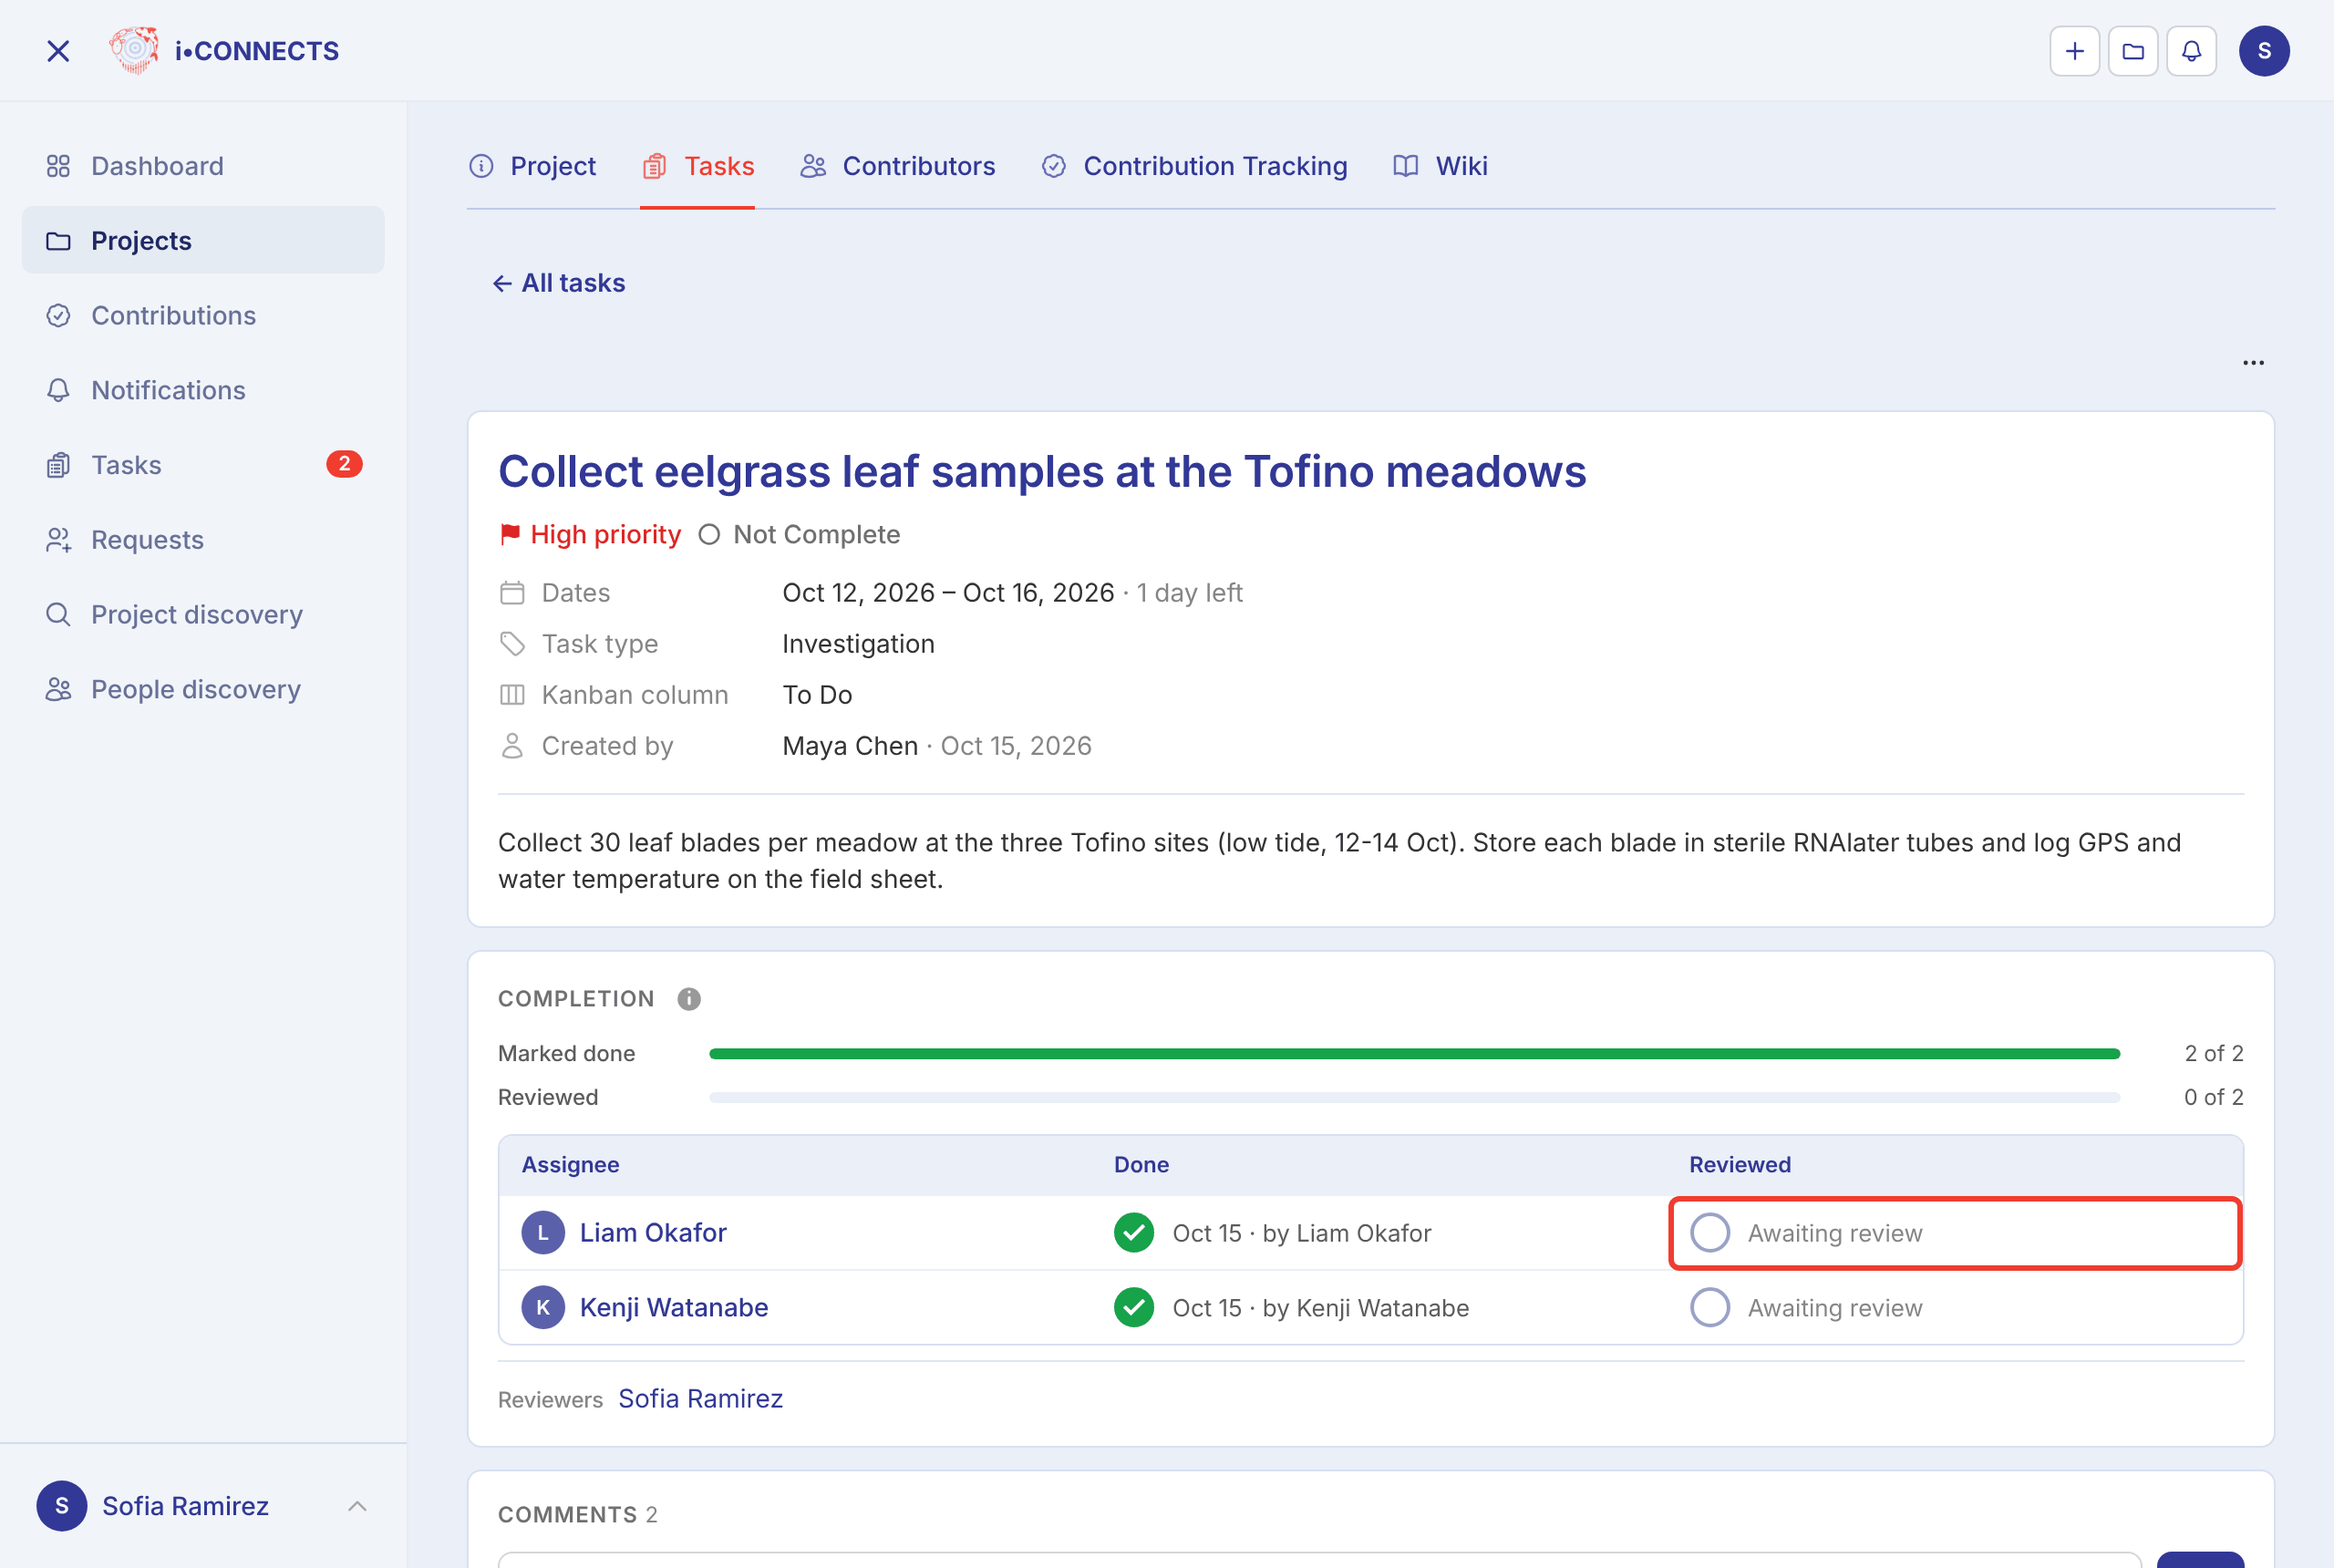 i•CONNECTS
S
Dashboard
Projects
Contributions
Notifications
Tasks 2
Requests
Project discovery
People discovery
S Sofia Ramirez
Project Tasks Contributors Contribution Tracking Wiki
← All tasks
...
Collect eelgrass leaf samples at the Tofino meadows
High priority Not Complete
Dates Oct 12, 2026 – Oct 16, 2026 · 1 day left
Task type Investigation
Kanban column To Do
Created by Maya Chen · Oct 15, 2026
Collect 30 leaf blades per meadow at the three Tofino sites (low tide, 12-14 Oct). Store each blade in sterile RNAlater tubes and log GPS and
water temperature on the field sheet.
COMPLETION
Marked done 2 of 2
Reviewed 0 of 2
Assignee Done Reviewed
L Liam Okafor Oct 15 · by Liam Okafor Awaiting review
K Kenji Watanabe Oct 15 · by Kenji Watanabe Awaiting review
Reviewers Sofia Ramirez
COMMENTS 2